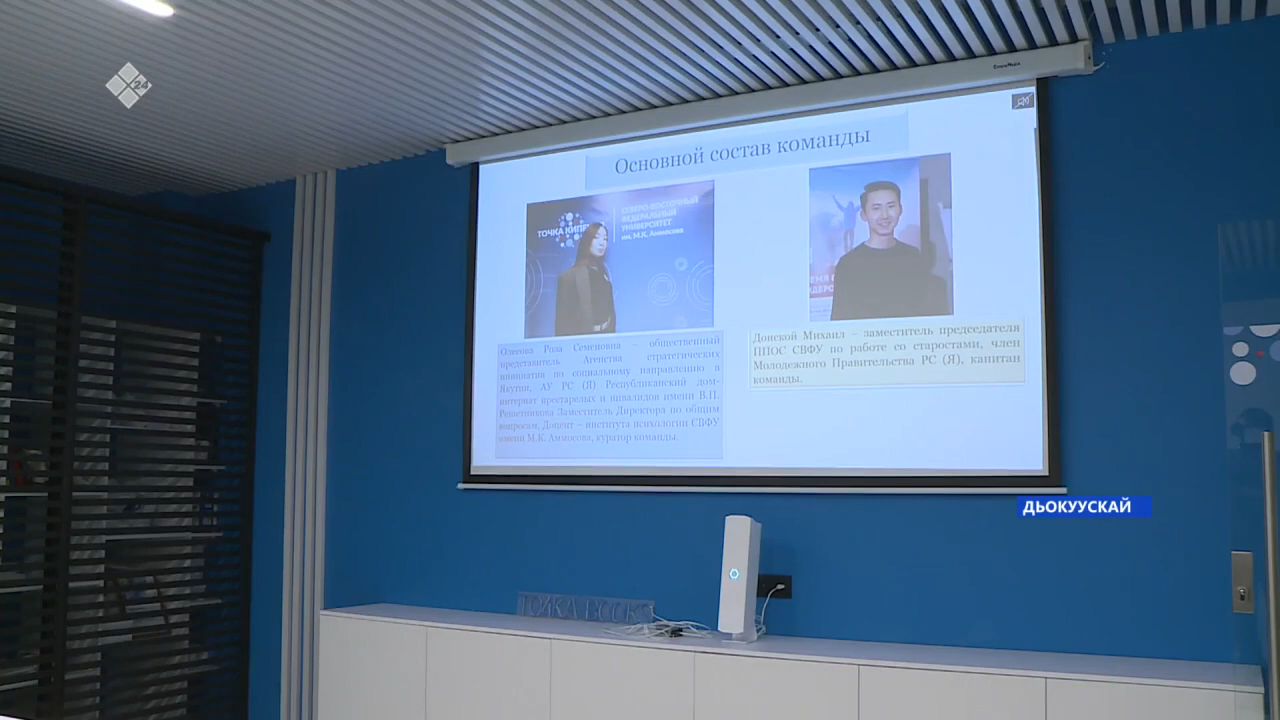 24
Основной состав команды
СЕВЕРО-ВОСТОЧНЫЙ
ФЕДЕРАЛЬНЫЙ
УНИВЕРСИТЕТ
им. М.К. Аммосова
ТОЧКА КИПЕ
Роза Семеновна – общественный
представитель Агенства стратегических
инициатив по социальному направлению в
Якутии, АУ РС (Я) Республиканский дом-
интернат престарелых и инвалидов имени В.П.
Решетникова Заместитель Директора по общим
вопросам, Доцент – института психологии СВФУ
имени М.К. Аммосова, куратор команды.
Донской Михаил – заместитель председателя
ППОС СВФУ по работе со старостами, член
Молодежного Правительства РС (Я), капитан
команды.
ДЬОКУУСКАЙ